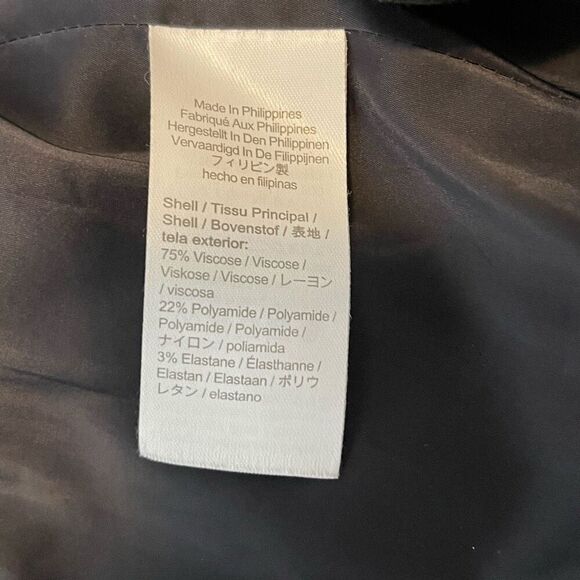 Made In Philippines
Fabriqué Aux Philippines
Hergestellt In Den Philippinen
Vervaardigd In De Filippijnen
フィリピン製
hecho en filipinas
Shell / Tissu Principal /
Shell / Bovenstof / 表地 /
tela exterior:
75% Viscose / Viscose /
Viskose / Viscose / レーヨン
/ viscosa
22% Polyamide / Polyamide /
Polyamide / Polyamide /
ナイロン / poliamida
3% Elastane / Élasthanne /
Elastan / Elastaan / ポリウ
レタン / elastano